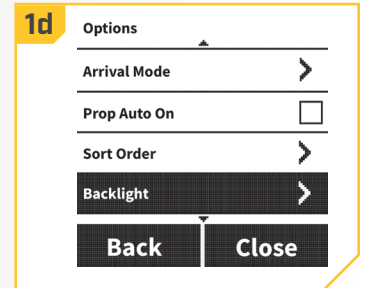 1d
Options
Arrival Mode
Prop Auto On
Sort Order
Backlight
Back Close